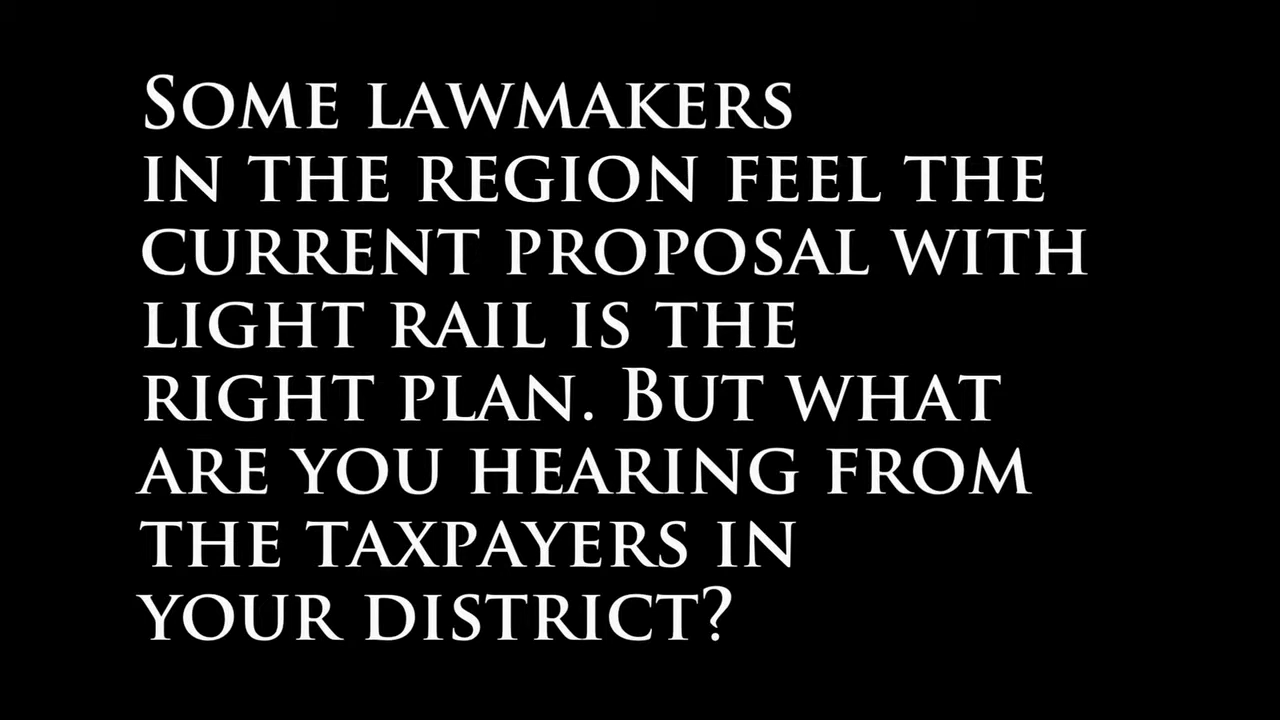 Some lawmakers
in the region feel the
current proposal with
light rail is the
right plan. But what
are you hearing from
the taxpayers in
your district?